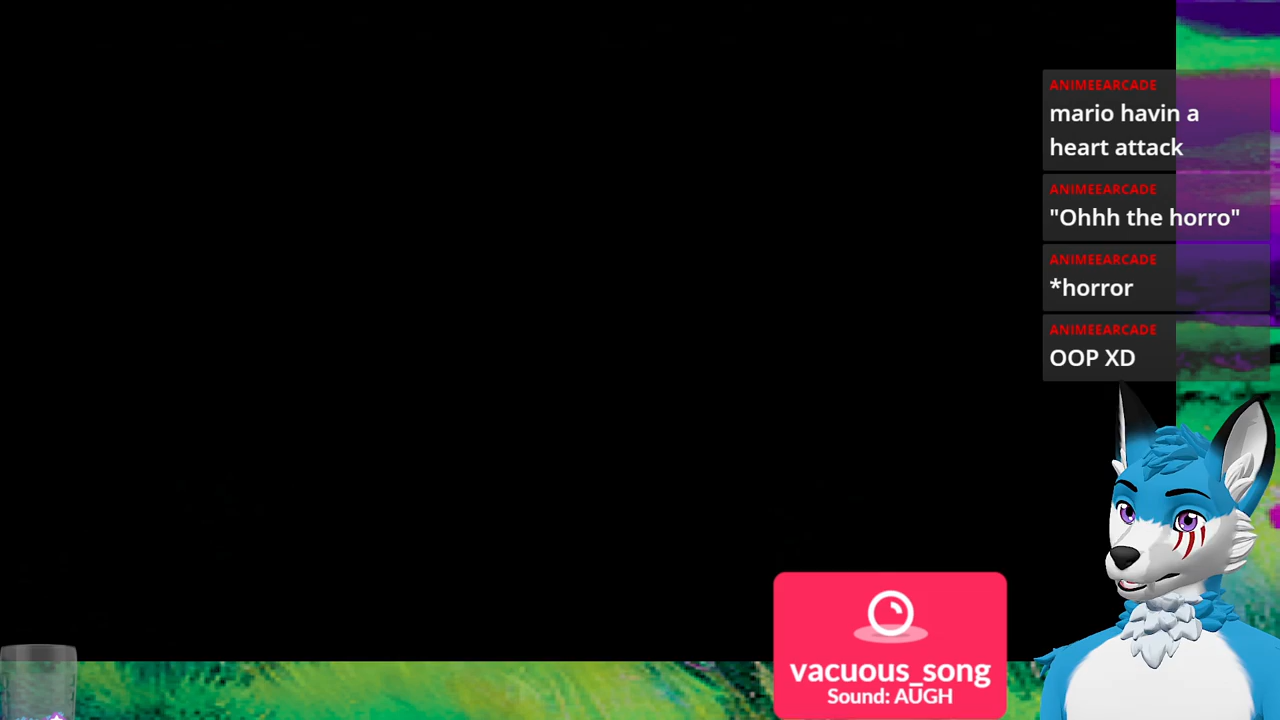 ANIMEEARCADE
mario havin a
heart attack
ANIMEEARCADE
"Ohhh the horro"
ANIMEEARCADE
*horror
ANIMEEARCADE
OOP XD
vacuous_song
Sound: AUGH